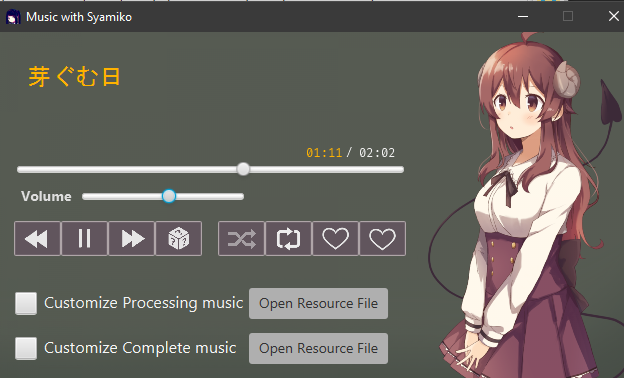 Music with Syamiko
芽ぐむ日
01:11 / 02:02
Volume
Customize Processing music Open Resource File
Customize Complete music Open Resource File